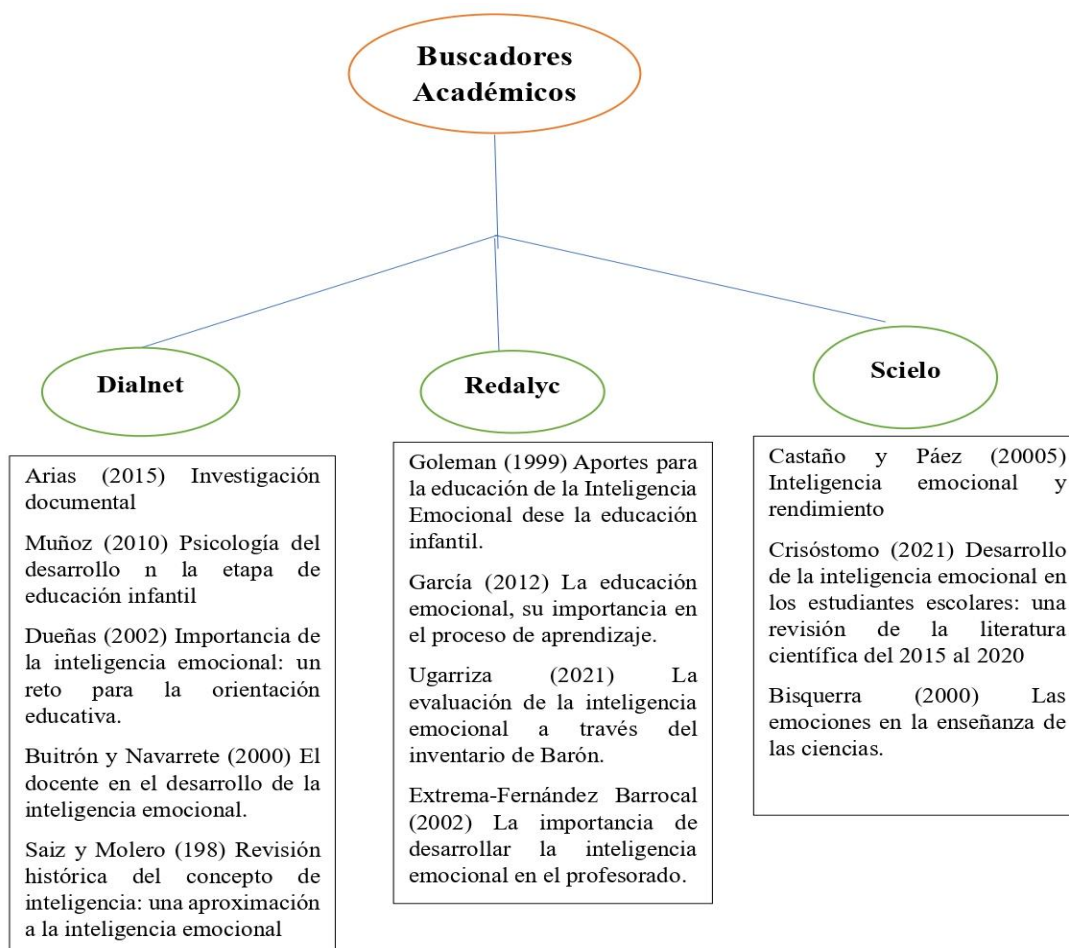 Buscadores
Académicos
Dialnet
Arias (2015) Investigación
documental
Muñoz (2010) Psicología del
desarrollo n la etapa de
educación infantil
Dueñas (2002) Importancia de
la inteligencia emocional: un
reto para la orientación
educativa.
Buitrón y Navarrete (2000) El
docente en el desarrollo de la
inteligencia emocional.
Saiz y Molero (198) Revisión
histórica del concepto de
inteligencia: una aproximación
a la inteligencia emocional
Redalyc
Goleman (1999) Aportes para
la educación de la Inteligencia
Emocional dese la educación
infantil.
García (2012) La educación
emocional, su importancia en
el proceso de aprendizaje.
Ugarriza (2021) La
evaluación de la inteligencia
emocional a través del
inventario de Barón.
Extrema-Fernández Barrocal
(2002) La importancia de
desarrollar la inteligencia
emocional en el profesorado.
Scielo
Castaño y Páez (20005)
Inteligencia emocional y
rendimiento
Crisóstomo (2021) Desarrollo
de la inteligencia emocional en
los estudiantes escolares: una
revisión de la literatura
científica del 2015 al 2020
Bisquerra (2000) Las
emociones en la enseñanza de
las ciencias.